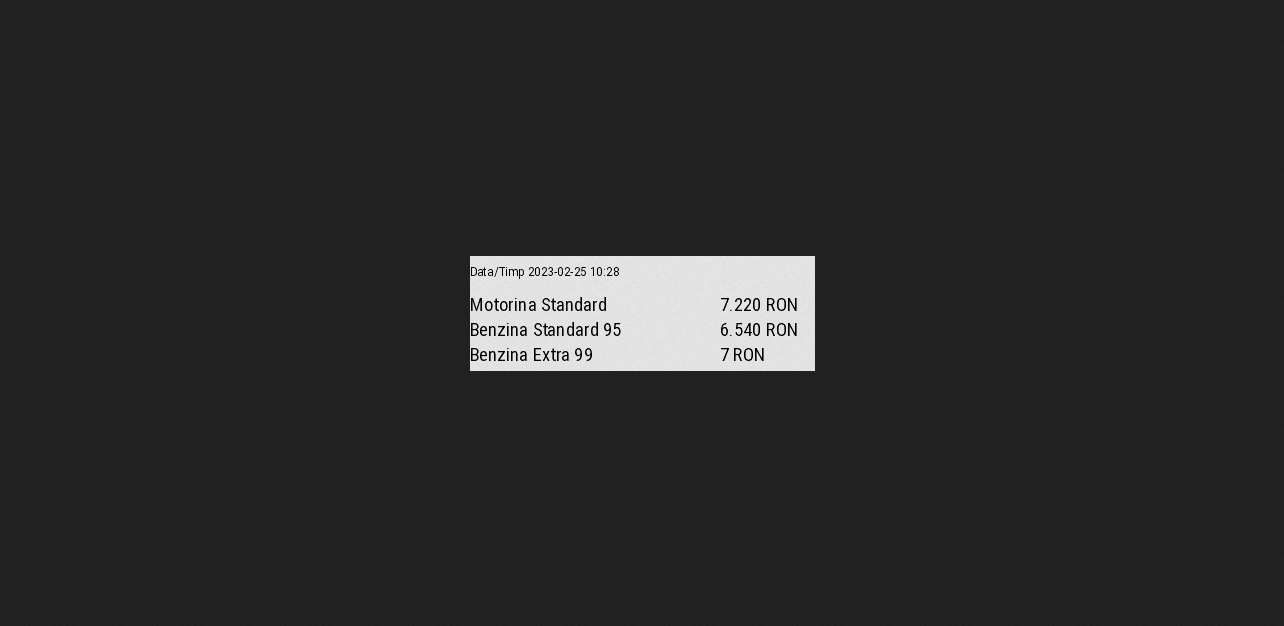 Data/Timp 2023-02-25 10:28
Motorina Standard 7.220 RON
Benzina Standard 95 6.540 RON
Benzina Extra 99 7 RON